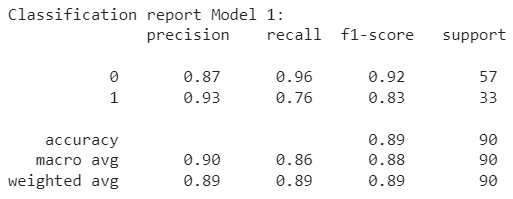 Classification report Model 1:
precision recall f1-score support
0 0.87 0.96 0.92 57
1 0.93 0.76 0.83 33
accuracy 0.89 90
macro avg 0.90 0.86 0.88 90
weighted avg 0.89 0.89 0.89 90